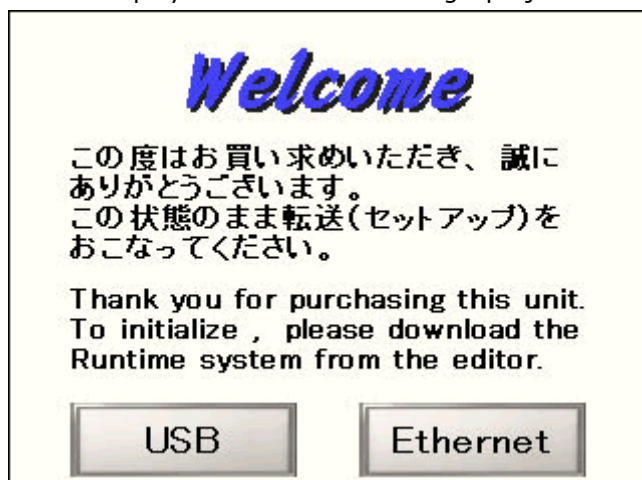 Welcome
この度はお買い求めいただき、誠に
ありがとうございます。
この状態のまま転送(セットアップ)を
おこなってください。
Thank you for purchasing this unit.
To initialize , please download the
Runtime system from the editor.
USB
Ethernet